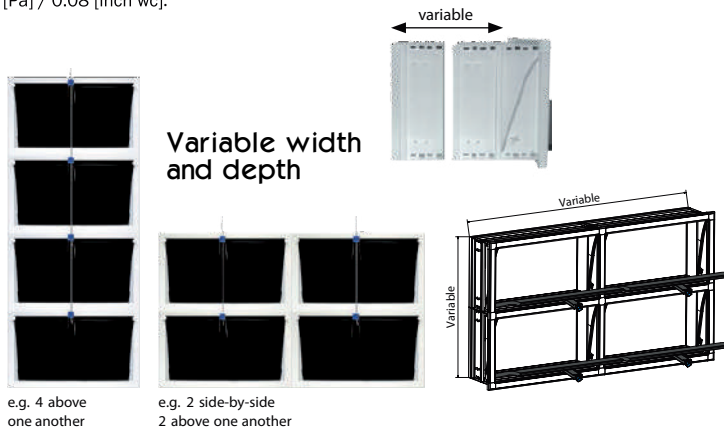 [Pa] / 0.08 [inch wc].
variable
Variable width
and depth
Variable
Variable
e.g. 4 above
one another
e.g. 2 side-by-side
2 above one another